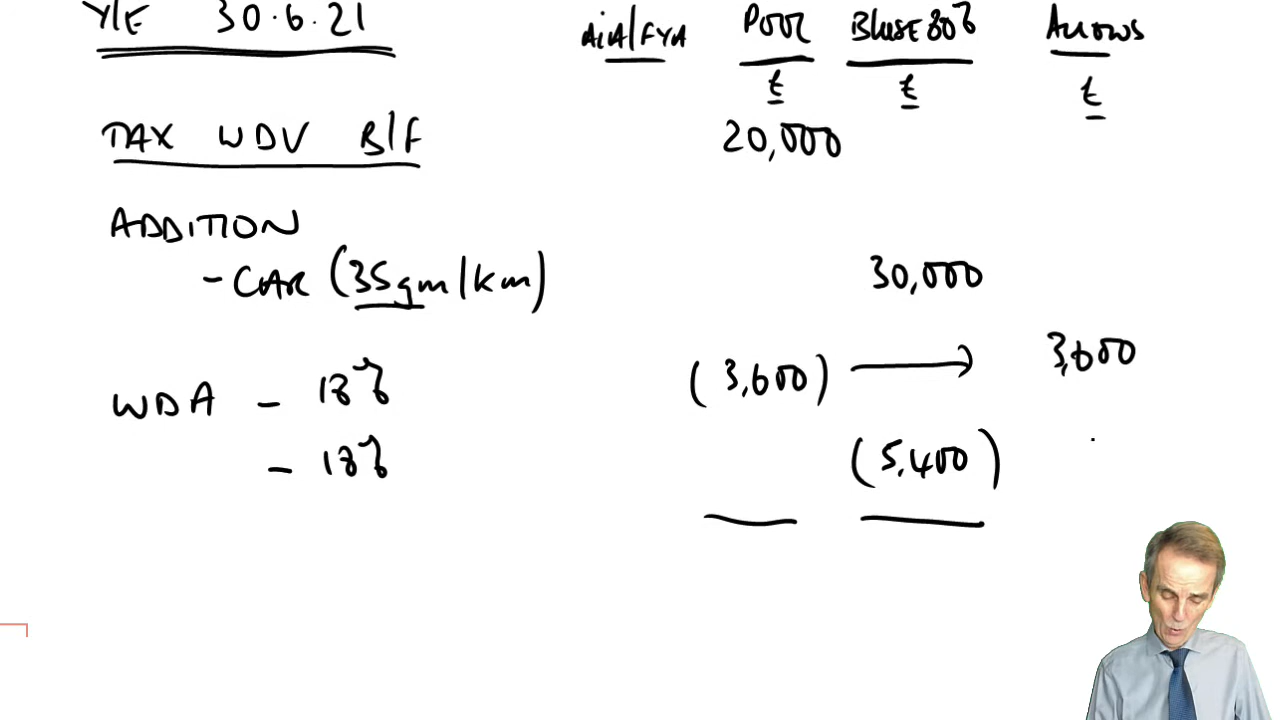 Y/E 30.6.21 AIA/FYA POOL B'USE 80% ALLOWS
£ £ £
TAX WDV B/F 20,000
ADDITION
- CAR (35gm/km) 30,000
WDA - 18% (3,600) → 3,600
- 18% (5,400)